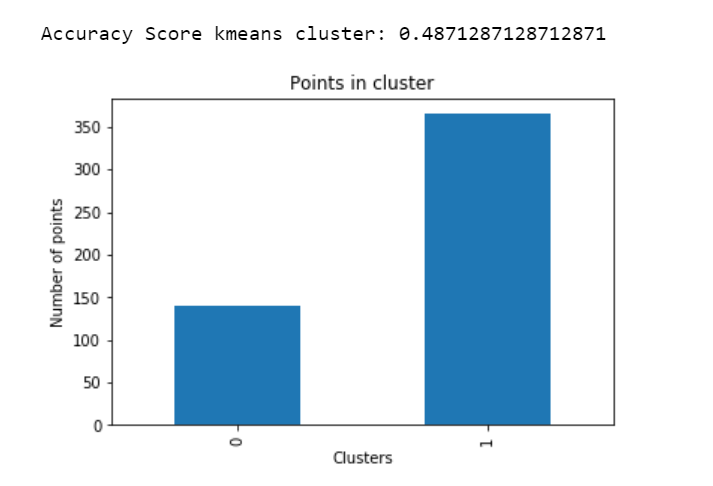 Accuracy Score kmeans cluster: 0.4871287128712871
Points in cluster
350
300
250
200
150
100
50
0
Number of points
0
1
Clusters